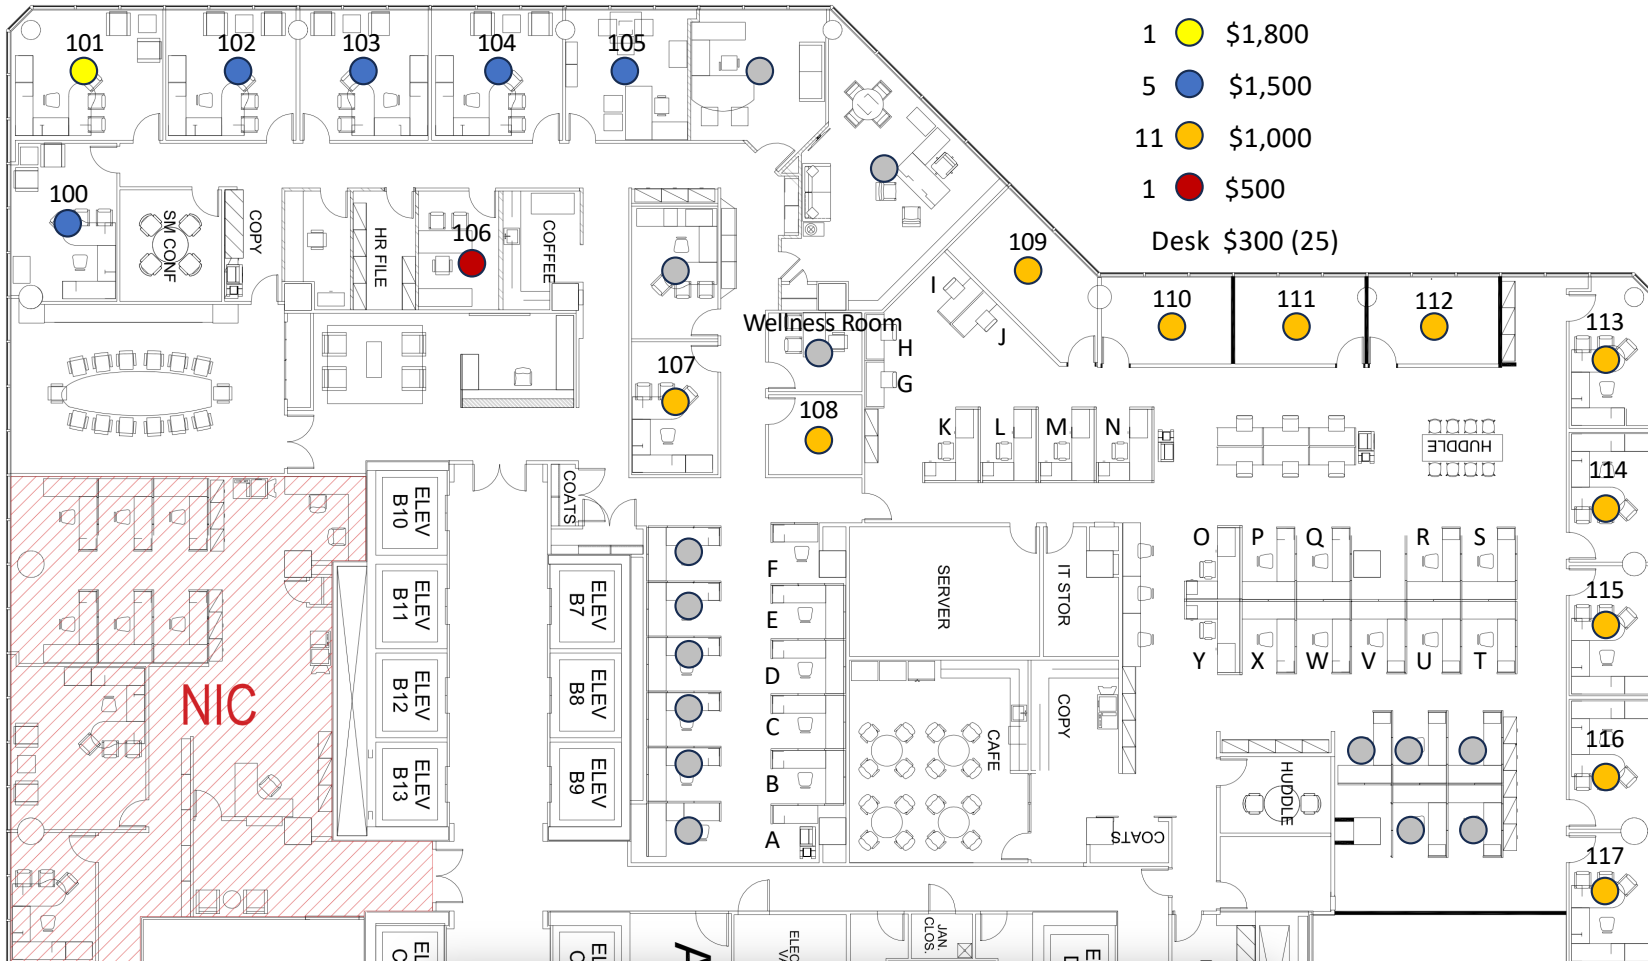 1 $1,800
5 $1,500
11 $1,000
1 $500
Desk $300 (25)
101
102
103
104
105
100
SM CONF
COPY
HR FILE
106
COFFEE
109
I
J
110
111
112
113
Wellness Room
H
G
107
108
K
L
M
N
HUDDLE
114
COATS
ELEV
B10
ELEV
B11
ELEV
B12
ELEV
B13
ELEV
B7
ELEV
B8
ELEV
B9
NIC
F
E
D
C
B
A
SERVER
IT STOR
O
P
Q
R
S
115
Y
X
W
V
U
T
CAFE
COPY
COATS
HUDDLE
116
117
JAN.
CLOS.